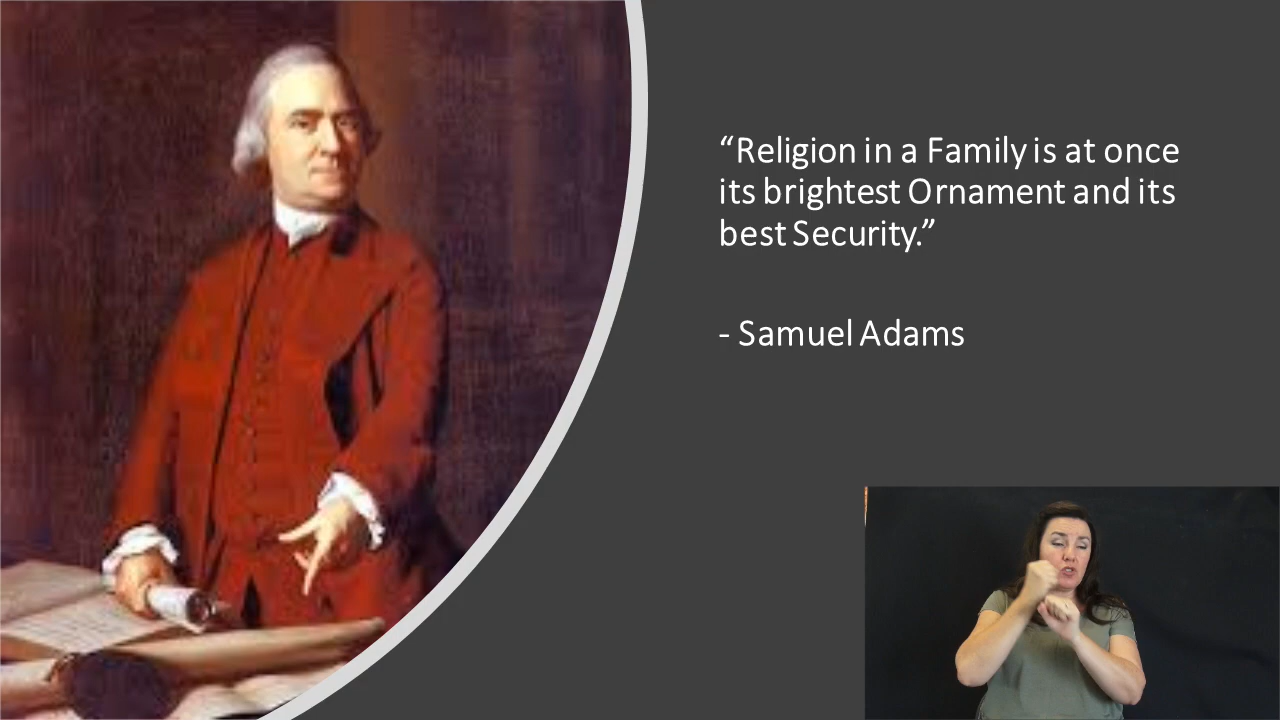 “Religion in a Family is at once
its brightest Ornament and its
best Security.”
- Samuel Adams